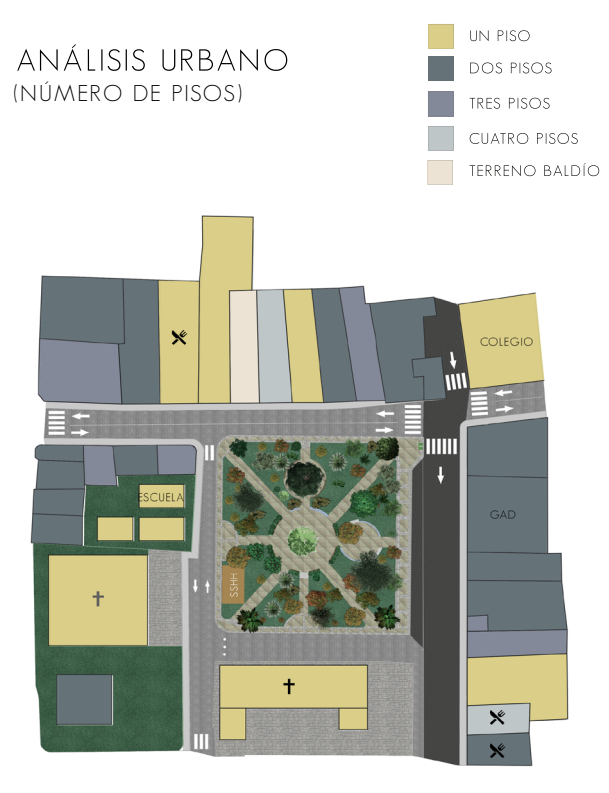 ANÁLISIS URBANO
(NÚMERO DE PISOS)
UN PISO
DOS PISOS
TRES PISOS
CUATRO PISOS
TERRENO BALDÍO
COLEGIO
ESCUELA
GAD
SSHH